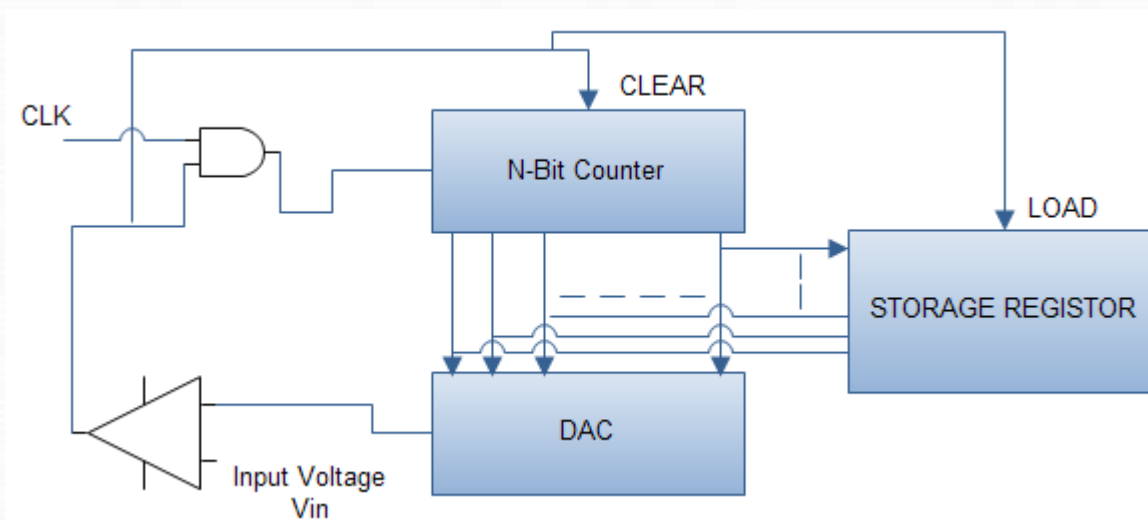 CLEAR
CLK
N-Bit Counter
LOAD
STORAGE REGISTOR
DAC
Input Voltage
Vin